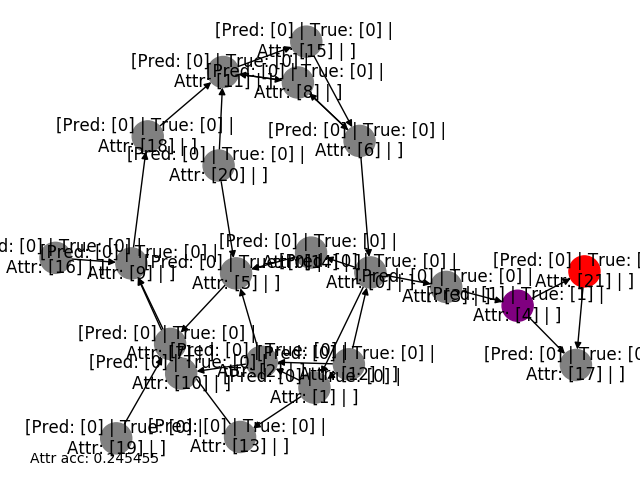 [Pred: [0] | True: [0] |
Attr: [15] | ]
[Pred: [0] | True: [0] |
Attr: [11] | ]
[Pred: [0] | True: [0] |
Attr: [8] | ]
[Pred: [0] | True: [0] |
Attr: [18] | ]
[Pred: [0] | True: [0] |
Attr: [6] | ]
[Pred: [0] | True: [0] |
Attr: [20] | ]
[Pred: [0] | True: [0] |
Attr: [16] | ]
[Pred: [0] | True: [0] |
Attr: [9] | ]
[Pred: [0] | True: [0] |
Attr: [14] | ]
[Pred: [0] | True: [0] |
Attr: [5] | ]
Attr: [0] | ]
[Pred: [0] | True: [0] |
Attr: [3] | ]
[Pred: [0] | True: [
Attr: [21] | ]
[Pred: [1] | True: [1] |
Attr: [4] | ]
[Pred: [0] | True: [0]
Attr: [17] | ]
[Pred: [0] | True: [0] |
Attr: [7] | ]
[Pred: [0] | True: [0] |
Attr: [2] | ]
[Pred: [0] | True: [0] |
Attr: [12] | ]
[Pred: [0] | True: [0] |
Attr: [10] | ]
[Pred: [0] | True: [0] |
Attr: [1] | ]
[Pred: [0] | True: [0] |
Attr: [19] | ]
[Pred: [0] | True: [0] |
Attr: [13] | ]
Attr acc: 0.245455